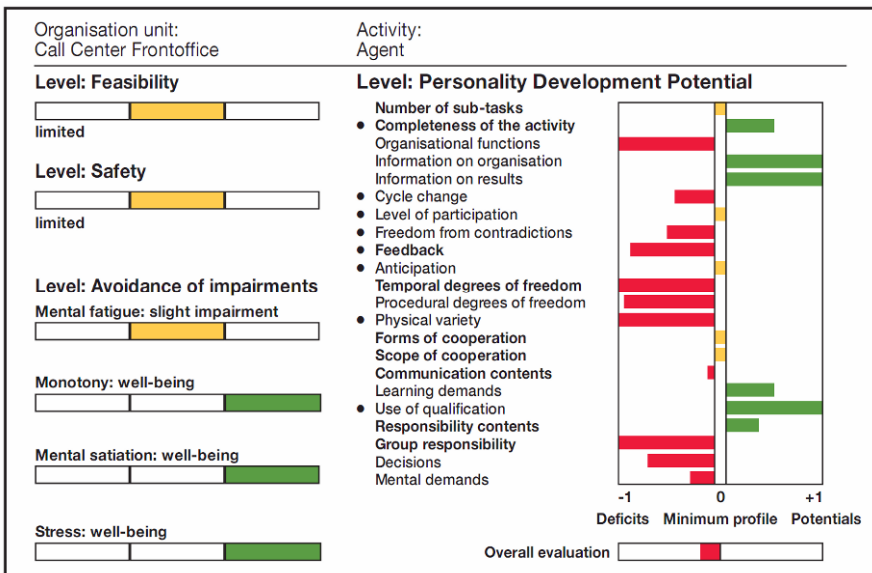 Organisation unit:
Call Center Frontoffice
Activity:
Agent
Level: Feasibility
limited
Level: Safety
limited
Level: Avoidance of impairments
Mental fatigue: slight impairment
Monotony: well-being
Mental satiation: well-being
Stress: well-being
Level: Personality Development Potential
Number of sub-tasks
• Completeness of the activity
Organisational functions
Information on organisation
Information on results
• Cycle change
• Level of participation
• Freedom from contradictions
• Feedback
• Anticipation
Temporal degrees of freedom
Procedural degrees of freedom
• Physical variety
Forms of cooperation
Scope of cooperation
Communication contents
Learning demands
• Use of qualification
Responsibility contents
Group responsibility
Decisions
Mental demands
-1 0 +1
Deficits Minimum profile Potentials
Overall evaluation